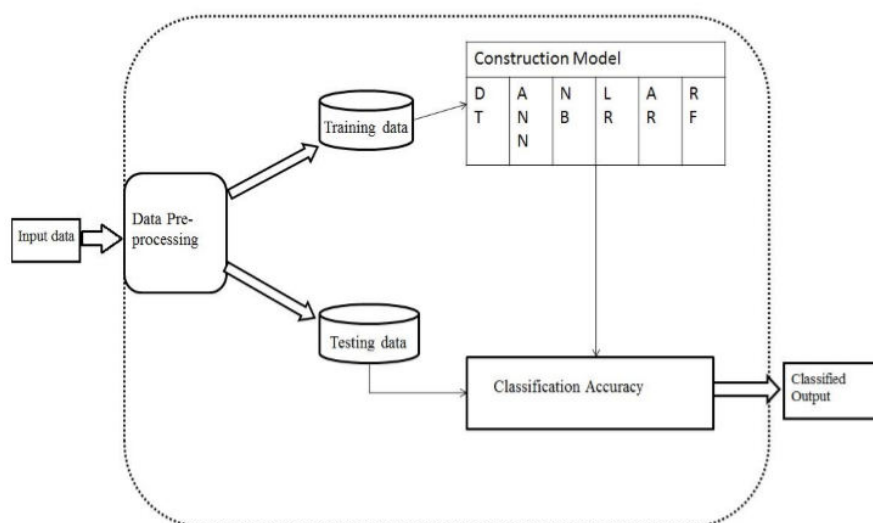 Input data
Data Pre-
processing
Training data
Construction Model
D A N L A R
T N B R R F
N
Testing data
Classification Accuracy
Classified
Output